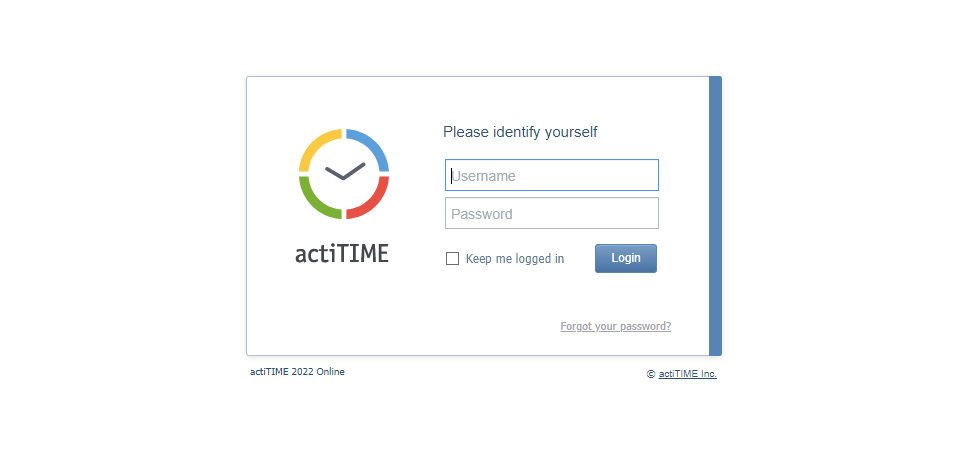 Please identify yourself
Username
Password
actiTIME
Keep me logged in
Login
Forgot your password?
actiTIME 2022 Online
© actiTIME Inc.